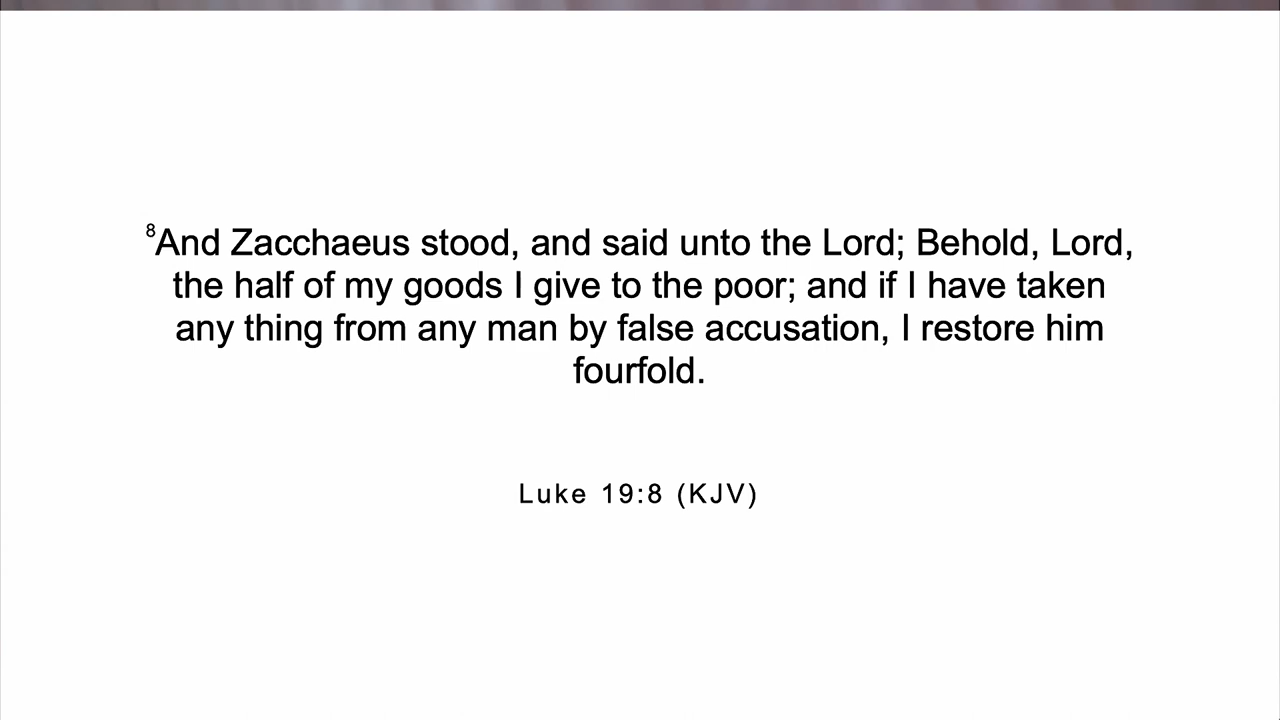 8And Zacchaeus stood, and said unto the Lord; Behold, Lord,
the half of my goods I give to the poor; and if I have taken
any thing from any man by false accusation, I restore him
fourfold.
Luke 19:8 (KJV)